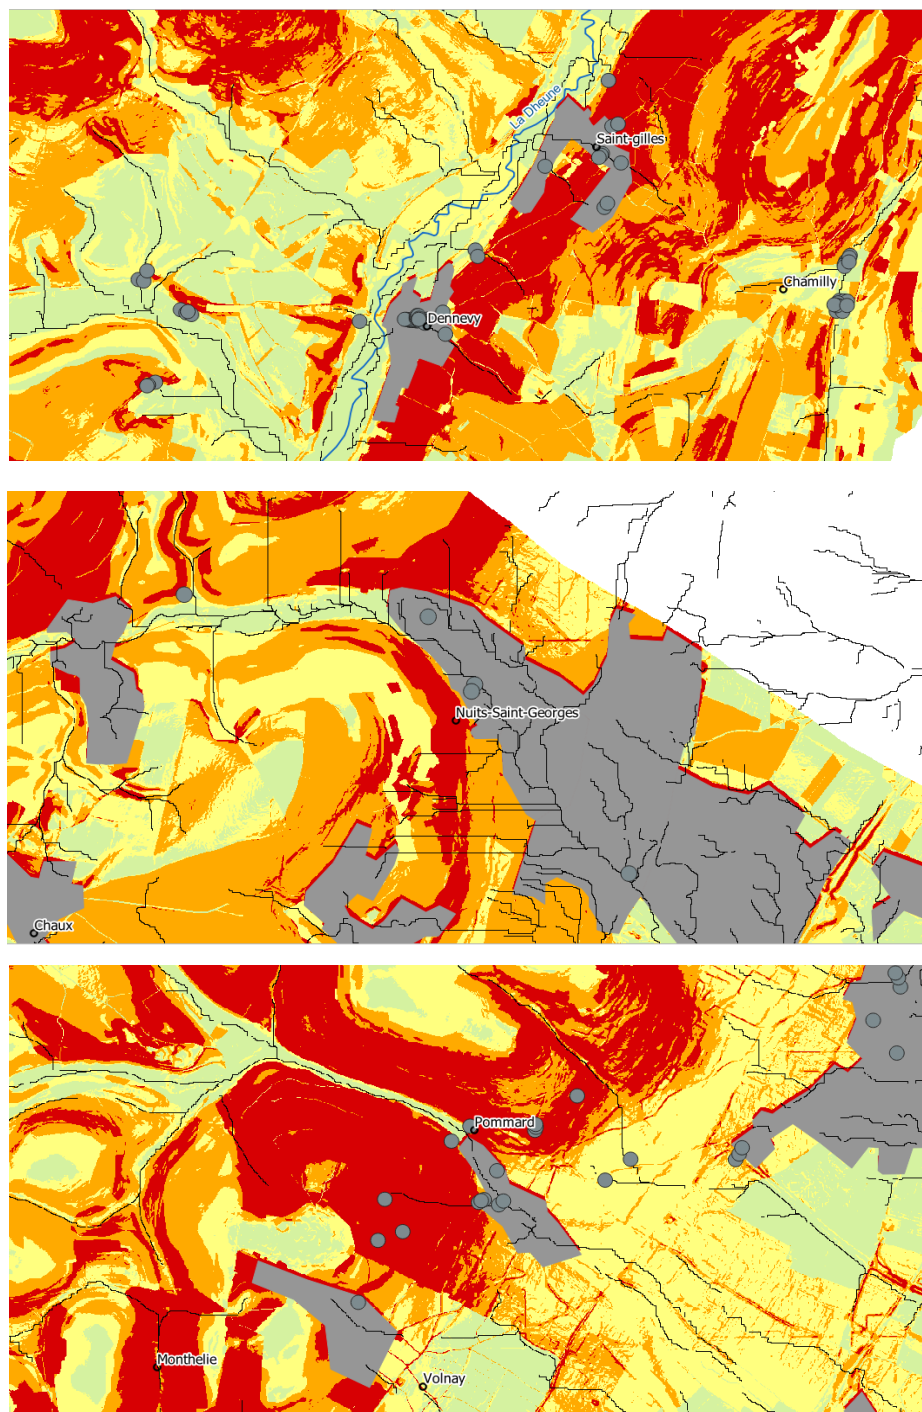 La Dheune
Saint-gilles
Chamilly
Dennevy
Nuits-Saint-Georges
Chaux
Pommard
Monthelie
Volnay